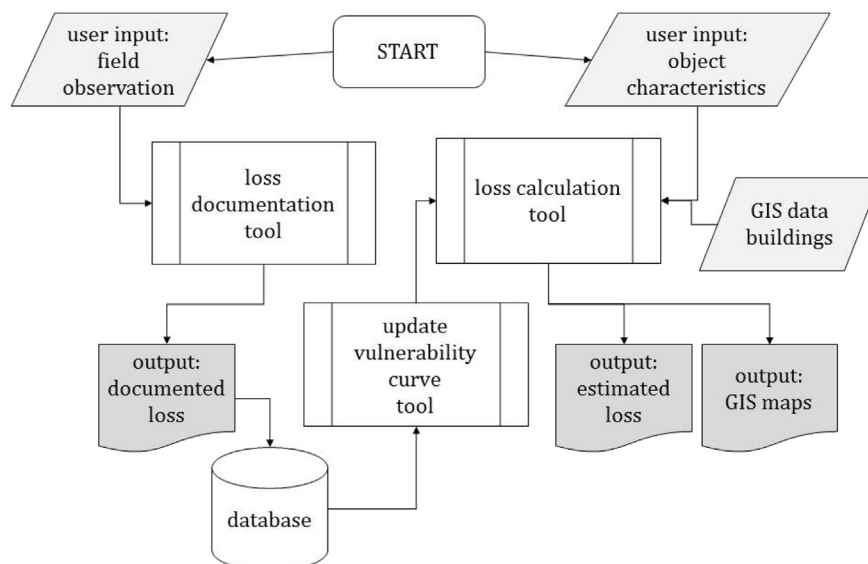 user input:
field
observation
START
user input:
object
characteristics
loss
documentation
tool
loss calculation
tool
GIS data
buildings
update
vulnerability
curve
tool
output:
documented
loss
output:
estimated
loss
output:
GIS maps
database